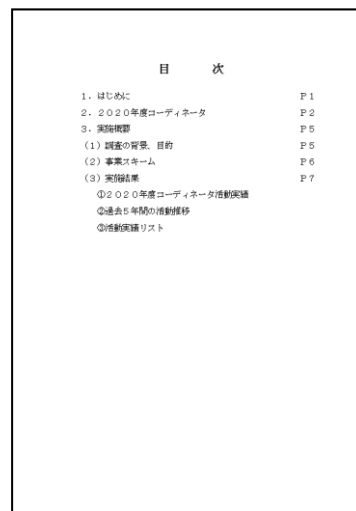 目　　次
１．はじめに　P１
２．２０２０年度コーディネータ　P２
３．実施概要　P５
（１）調査の背景、目的　P５
（２）事業スキーム　P６
（３）実施結果　P７
①２０２０年度コーディネータ活動実績
②過去５年間の活動推移
③活動実績リスト